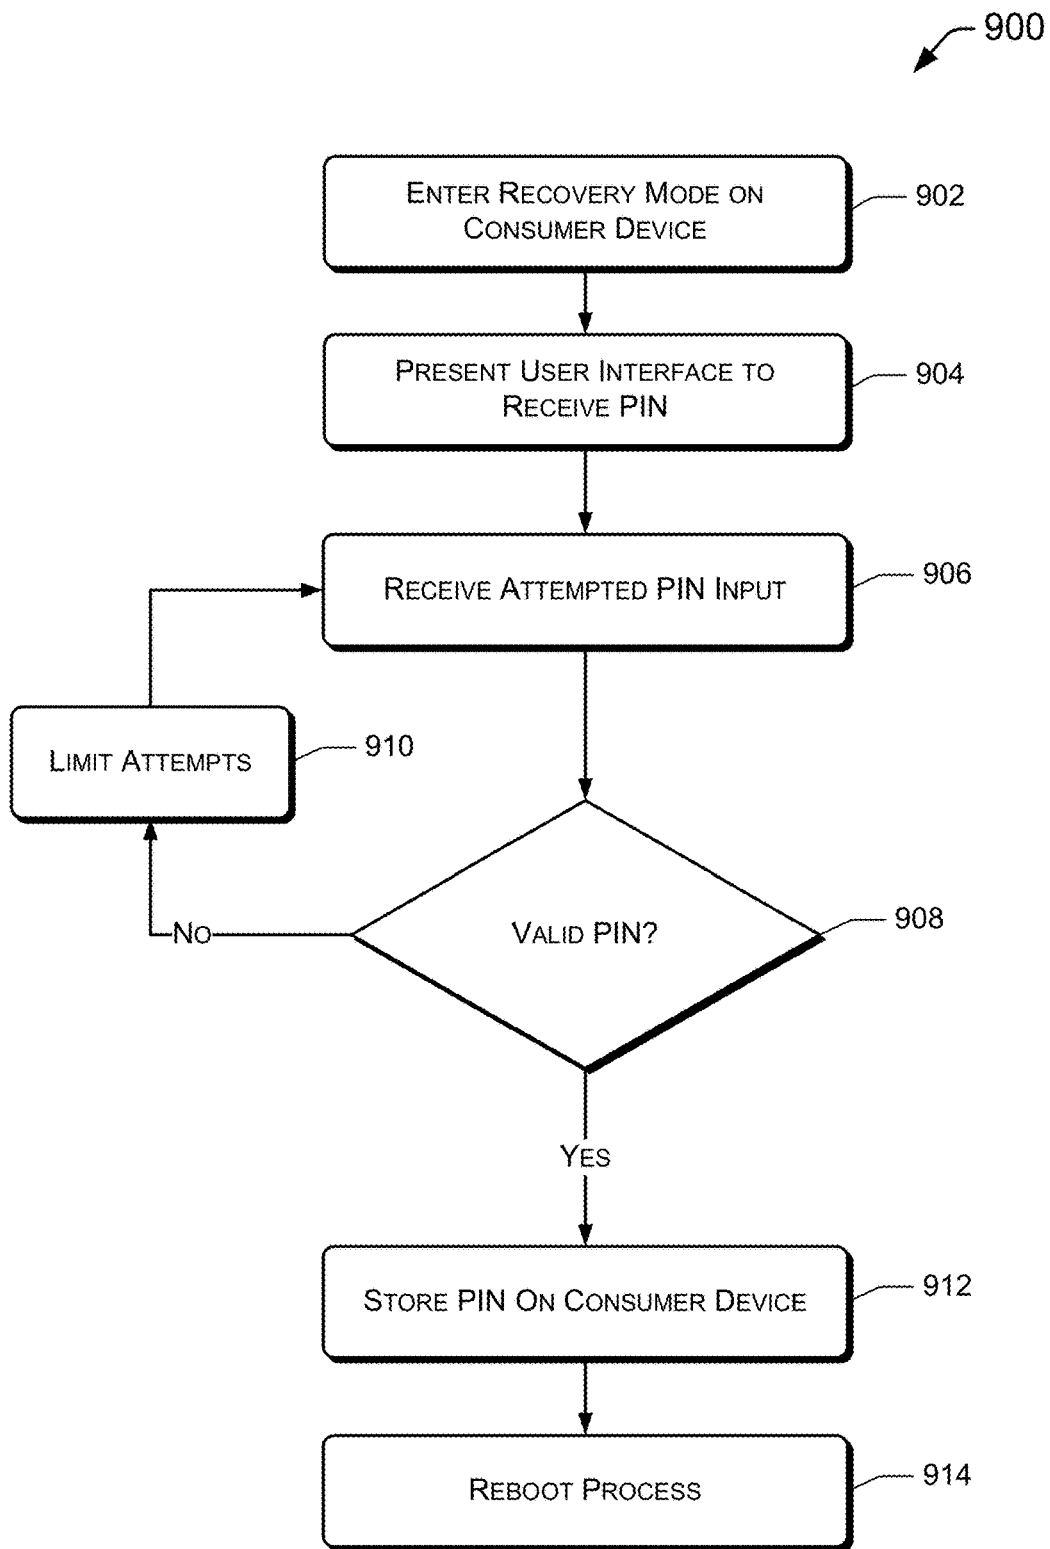 900
ENTER RECOVERY MODE ON
CONSUMER DEVICE
902
PRESENT USER INTERFACE TO
RECEIVE PIN
904
RECEIVE ATTEMPTED PIN INPUT
906
LIMIT ATTEMPTS
910
VALID PIN?
908
NO
YES
STORE PIN ON CONSUMER DEVICE
912
REBOOT PROCESS
914